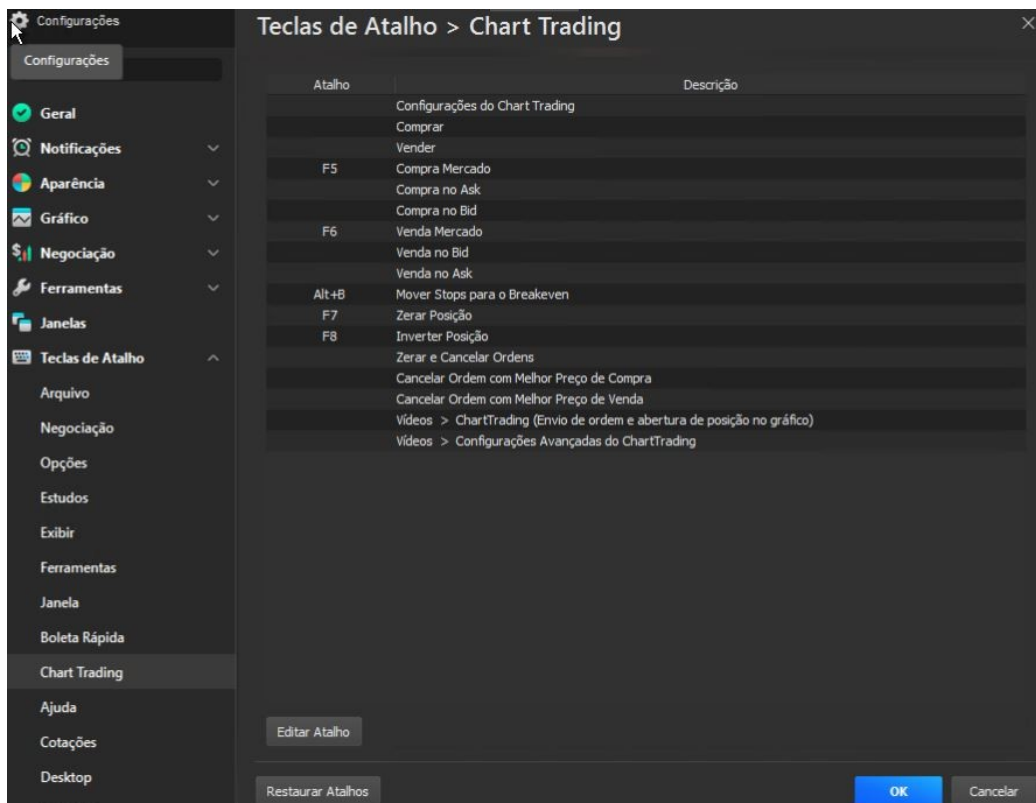 Configurações
Configurações
Geral
Notificações
Aparência
Gráfico
Negociação
Ferramentas
Janelas
Teclas de Atalho
Arquivo
Negociação
Opções
Estudos
Exibir
Ferramentas
Janela
Boleta Rápida
Chart Trading
Ajuda
Cotações
Desktop
Teclas de Atalho > Chart Trading
Atalho Descrição
Configurações do Chart Trading
Comprar
Vender
F5 Compra Mercado
Compra no Ask
Compra no Bid
F6 Venda Mercado
Venda no Bid
Venda no Ask
Alt+B Mover Stops para o Breakeven
F7 Zerar Posição
F8 Inverter Posição
Zerar e Cancelar Ordens
Cancelar Ordem com Melhor Preço de Compra
Cancelar Ordem com Melhor Preço de Venda
Vídeos > ChartTrading (Envio de ordem e abertura de posição no gráfico)
Vídeos > Configurações Avançadas do ChartTrading
Editar Atalho
Restaurar Atalhos
OK
Cancelar